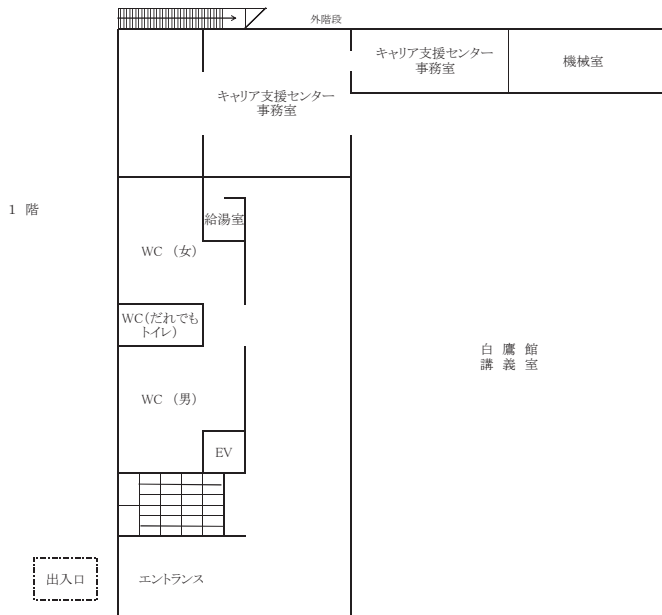 外階段
キャリア支援センター
事務室
機械室
キャリア支援センター
事務室
1 階
給湯室
WC （女）
WC（だれでも
トイレ）
白 鷹 館
講 義 室
WC （男）
EV
出入口
エントランス